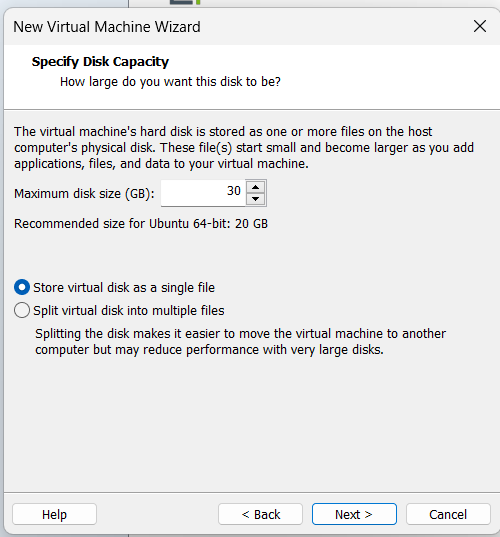 New Virtual Machine Wizard
Specify Disk Capacity
How large do you want this disk to be?
The virtual machine's hard disk is stored as one or more files on the host
computer's physical disk. These file(s) start small and become larger as you add
applications, files, and data to your virtual machine.
Maximum disk size (GB): 30
Recommended size for Ubuntu 64-bit: 20 GB
Store virtual disk as a single file
Split virtual disk into multiple files
Splitting the disk makes it easier to move the virtual machine to another
computer but may reduce performance with very large disks.
Help < Back Next > Cancel